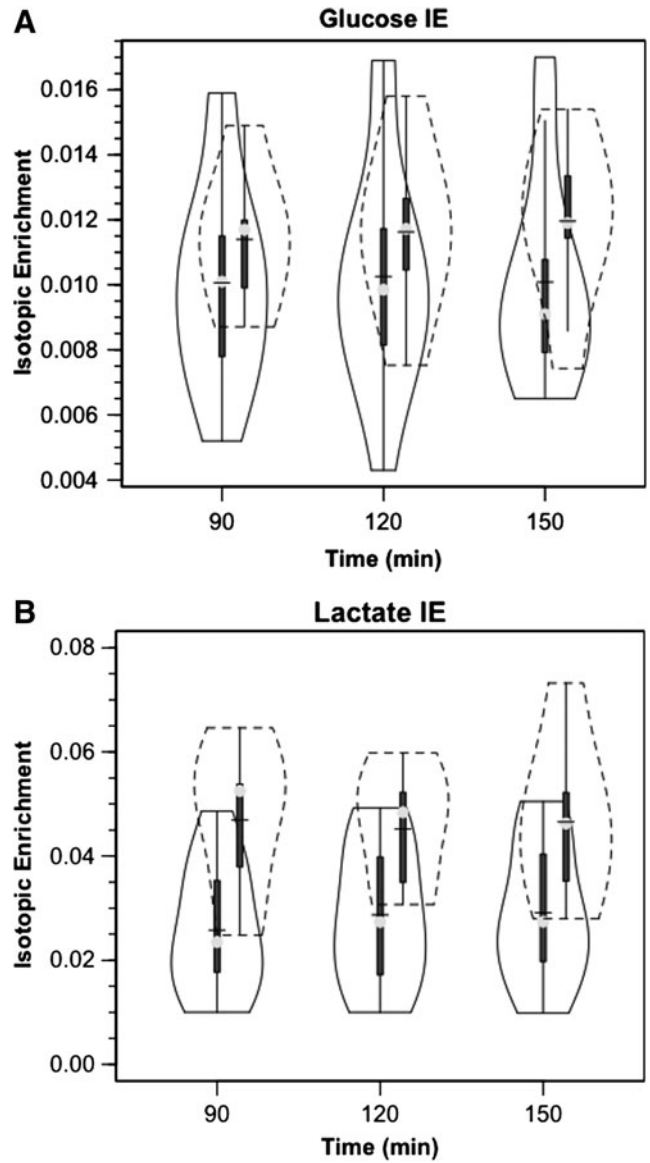 A
Glucose IE
Isotopic Enrichment
0.016
0.014
0.012
0.010
0.008
0.006
0.004
90 120 150
Time (min)
B
Lactate IE
Isotopic Enrichment
0.08
0.06
0.04
0.02
0.00
90 120 150
Time (min)